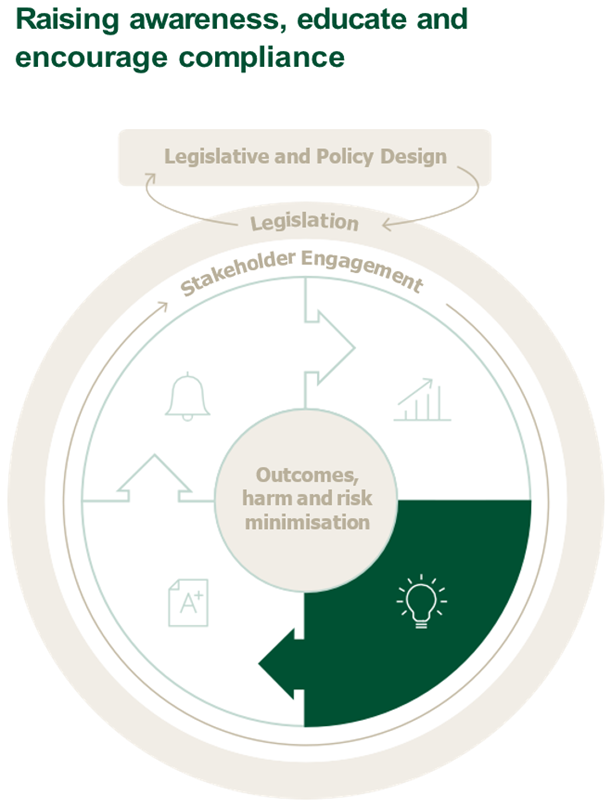 Raising awareness, educate and
encourage compliance
Legislative and Policy Design
Legislation
Stakeholder Engagement
Outcomes,
harm and risk
minimisation
A+